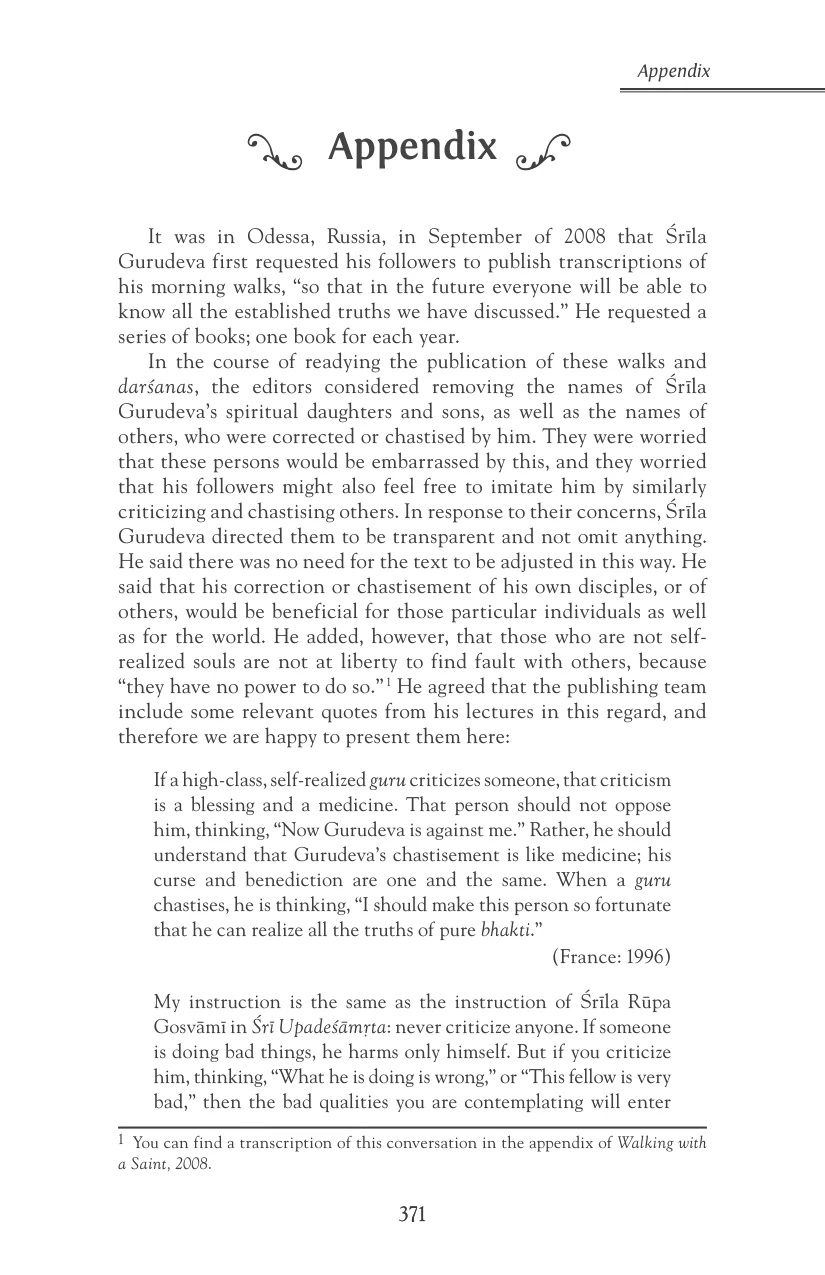 Appendix
Appendix
It was in Odessa, Russia, in September of 2008 that Śrīla
Gurudeva first requested his followers to publish transcriptions of
his morning walks, “so that in the future everyone will be able to
know all the established truths we have discussed.” He requested a
series of books; one book for each year.
In the course of readying the publication of these walks and
darśanas, the editors considered removing the names of Śrīla
Gurudeva’s spiritual daughters and sons, as well as the names of
others, who were corrected or chastised by him. They were worried
that these persons would be embarrassed by this, and they worried
that his followers might also feel free to imitate him by similarly
criticizing and chastising others. In response to their concerns, Śrīla
Gurudeva directed them to be transparent and not omit anything.
He said there was no need for the text to be adjusted in this way. He
said that his correction or chastisement of his own disciples, or of
others, would be beneficial for those particular individuals as well
as for the world. He added, however, that those who are not self-
realized souls are not at liberty to find fault with others, because
“they have no power to do so.” 1 He agreed that the publishing team
include some relevant quotes from his lectures in this regard, and
therefore we are happy to present them here:
If a high-class, self-realized guru criticizes someone, that criticism
is a blessing and a medicine. That person should not oppose
him, thinking, “Now Gurudeva is against me.” Rather, he should
understand that Gurudeva’s chastisement is like medicine; his
curse and benediction are one and the same. When a guru
chastises, he is thinking, “I should make this person so fortunate
that he can realize all the truths of pure bhakti.”
(France: 1996)
My instruction is the same as the instruction of Śrīla Rūpa
Gosvāmī in Śrī Upadeśāmṛta: never criticize anyone. If someone
is doing bad things, he harms only himself. But if you criticize
him, thinking, “What he is doing is wrong,” or “This fellow is very
bad,” then the bad qualities you are contemplating will enter
1 You can find a transcription of this conversation in the appendix of Walking with
a Saint, 2008.
371